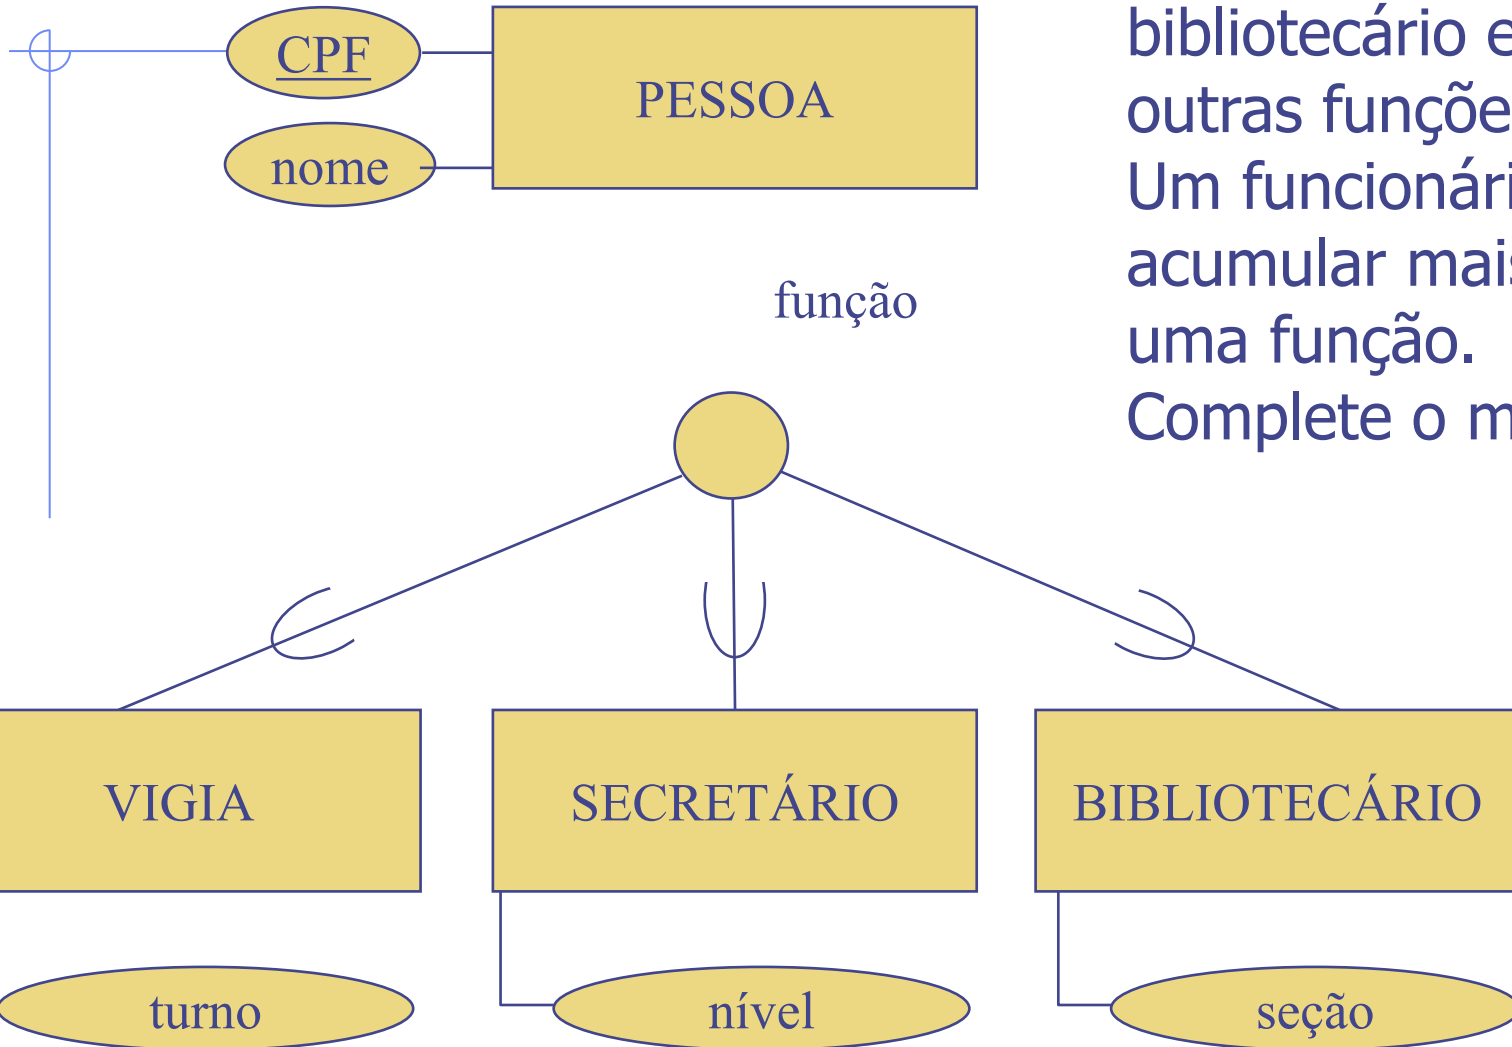 CPF
nome
PESSOA
bibliotecário e
outras funçõe
Um funcionári
acumular mais
uma função.
Complete o m
função
VIGIA
SECRETÁRIO
BIBLIOTECÁRIO
turno
nível
seção